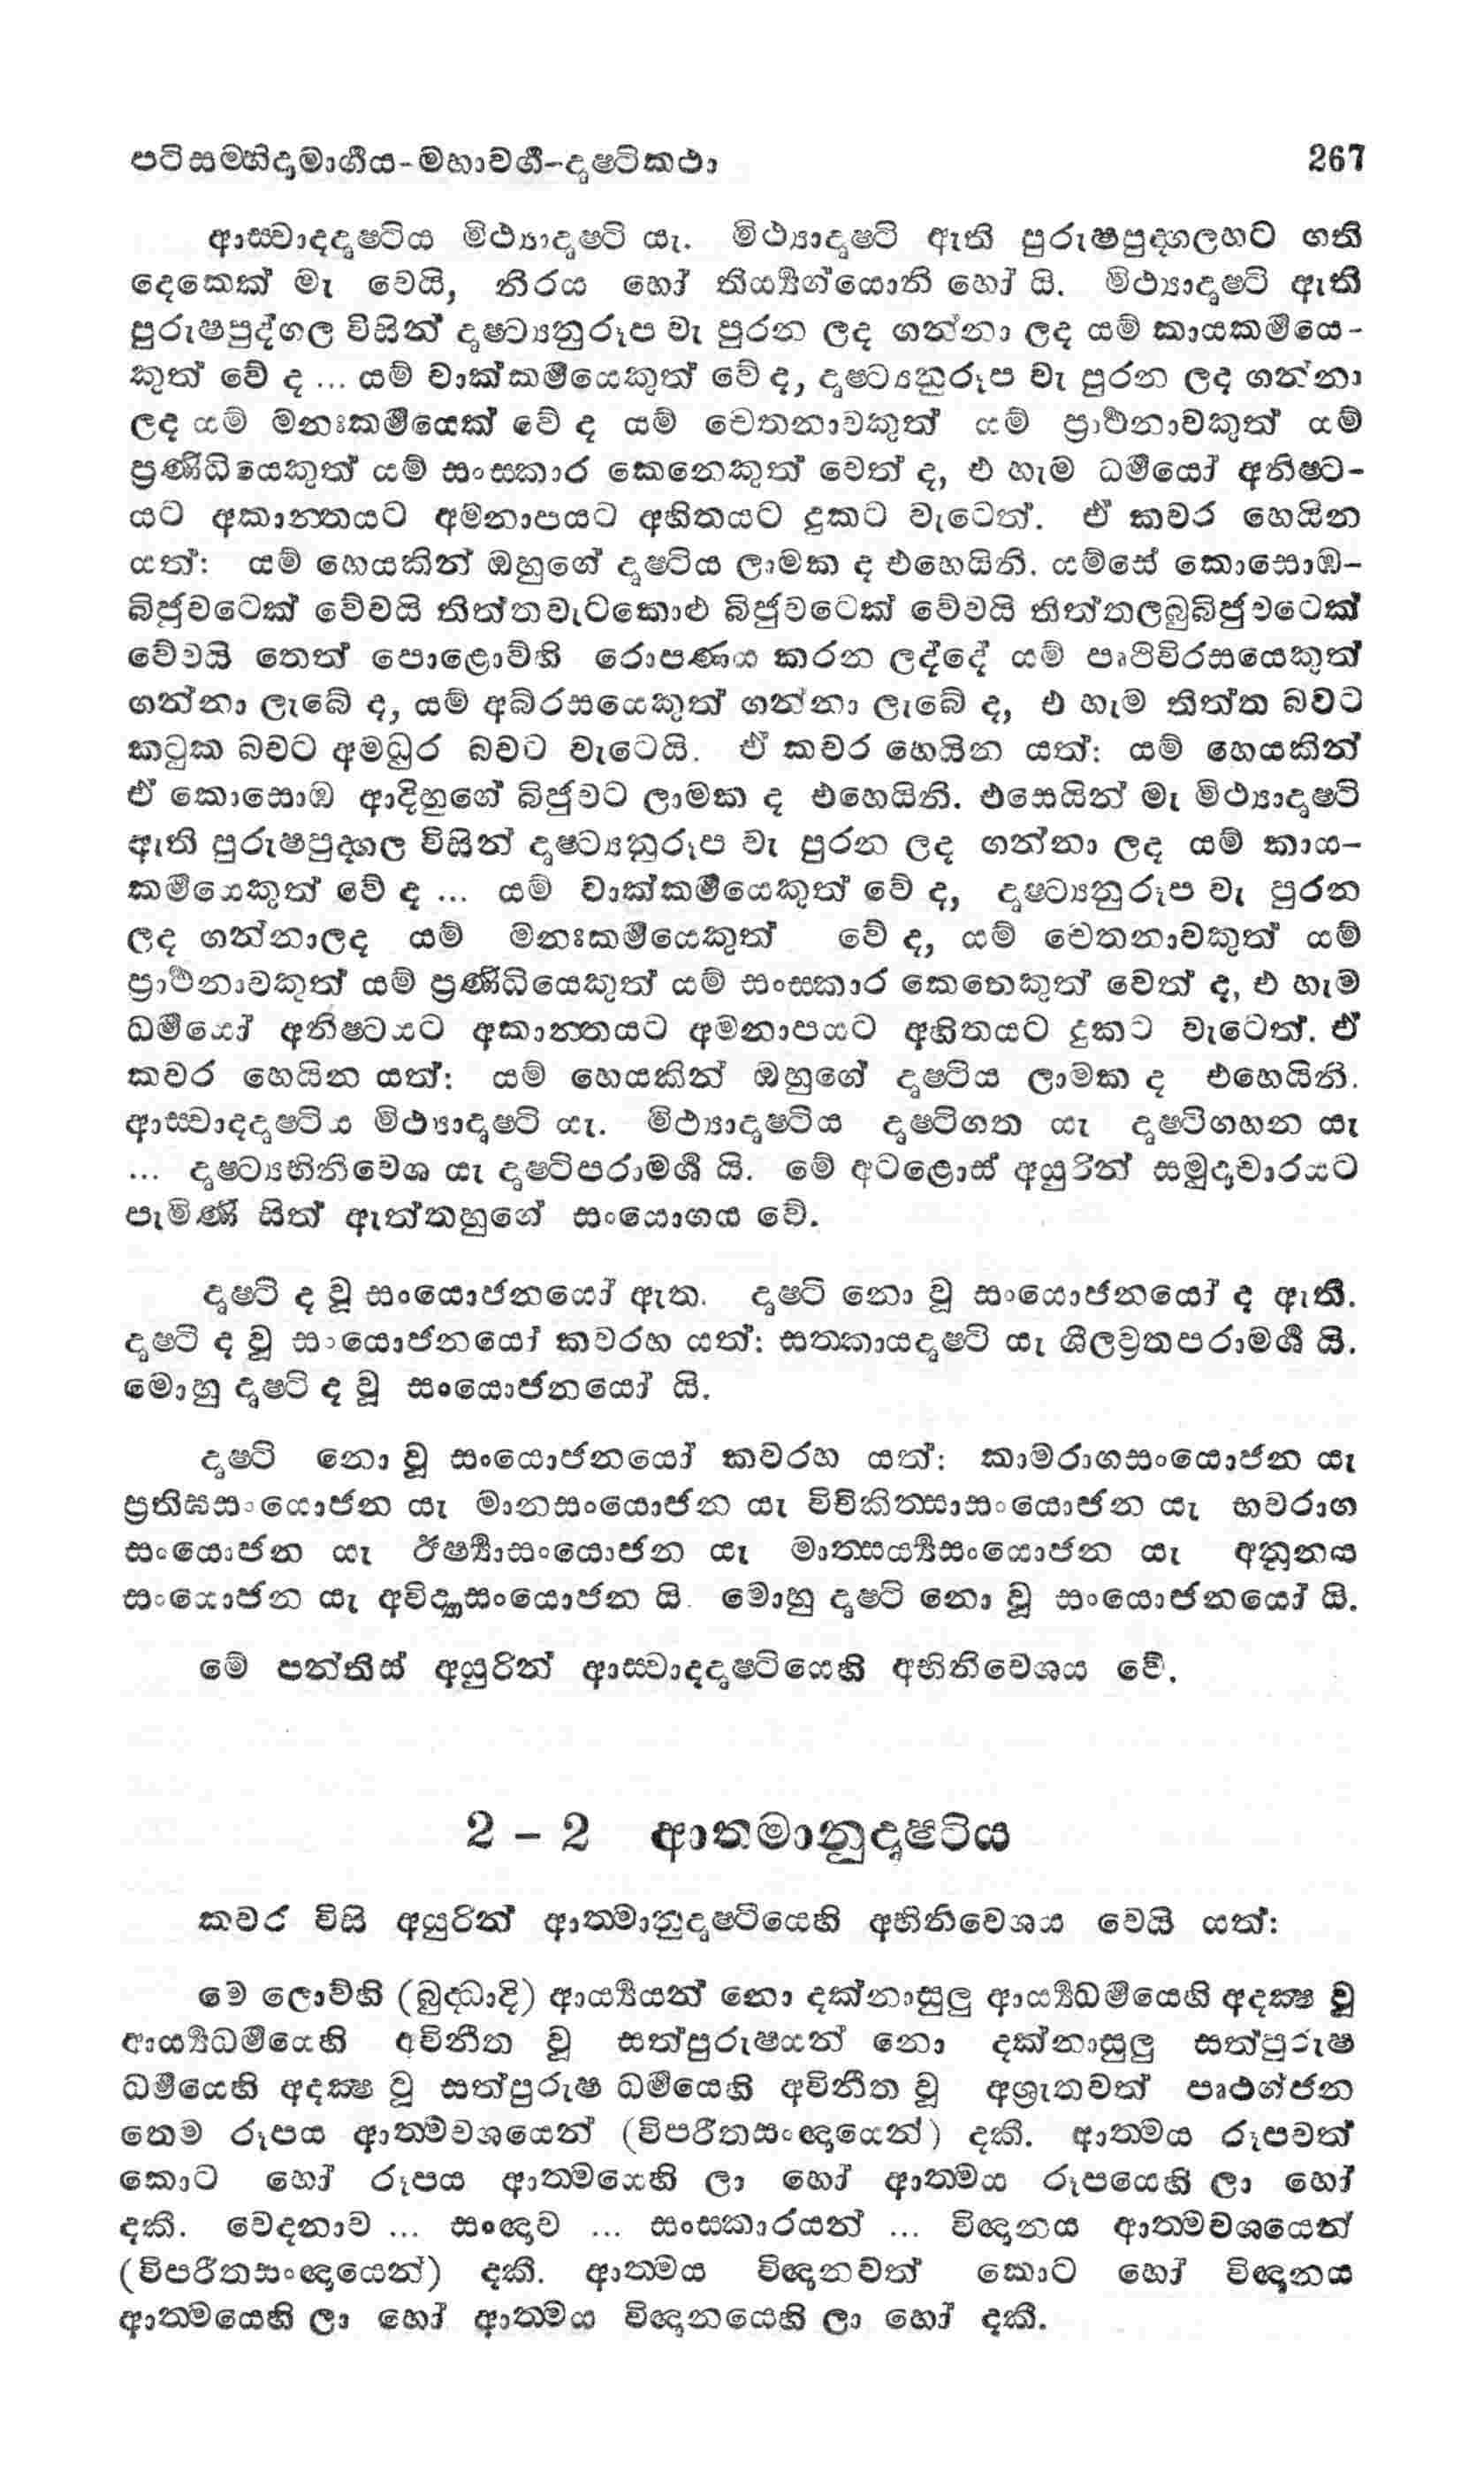 පටිසම්භිදාමාර්ගය-මහාවර්ග-දෘෂ්ටිකථා 267
ආස්වාදදෘෂ්ටිය මිථ්‍යාදෘෂ්ටි යැ. මිථ්‍යාදෘෂ්ටි ඇති පුරුෂපුද්ගලහට ගති
දෙකෙක් මැ වෙයි, නිරය හෝ තිර්‍ය්‍යග්යොනි හෝ යි. මිථ්‍යාදෘෂ්ටි ඇති
පුරුෂපුද්ගල විසින් දෘෂ්ට්‍යනුරූප වැ පුරන ලද ගන්නා ලද යම් කායකර්මයෙ-
කුත් වේ ද ... යම් වාක්කර්මයෙකුත් වේ ද, දෘෂ්ට්‍යනුරූප වැ පුරන ලද ගන්නා
ලද යම් මනඃකර්මයෙක් වේ ද යම් චෙතනාවකුත් යම් ප්‍රාර්ථනාවකුත් යම්
ප්‍රණිධියෙකුත් යම් සංස්කාර කෙනෙකුත් වෙත් ද, එ හැම ධර්මයෝ අනිෂ්ට-
යට අකාන්තයට අමනාපයට අහිතයට දුකට වැටෙත්. ඒ කවර හෙයින
යත්: යම් හෙයකින් ඔහුගේ දෘෂ්ටිය ලාමක ද එහෙයිනි. යම්සේ කොසොඹ-
බිජුවටෙක් වේවයි තිත්තවැටකොළු බිජුවටෙක් වේවයි තිත්තලබුබිජුවටෙක්
වේවයි තෙත් පොළොව්හි රොපණය කරන ලද්දේ යම් පෘථිවිරසයෙකුත්
ගන්නා ලැබේ ද, යම් අබ්රසයෙකුත් ගන්නා ලැබේ ද, එ හැම තිත්ත බවට
කටුක බවට අමධුර බවට වැටෙයි. ඒ කවර හෙයින යත්: යම් හෙයකින්
ඒ කොසොඹ ආදිහුගේ බිජුවට ලාමක ද එහෙයිනි. එසෙයින් මැ මිථ්‍යාදෘෂ්ටි
ඇති පුරුෂපුද්ගල විසින් දෘෂ්ට්‍යනුරූප වැ පුරන ලද ගන්නා ලද යම් කාය-
කර්මයෙකුත් වේ ද ... යම් වාක්කර්මයෙකුත් වේ ද, දෘෂ්ට්‍යනුරූප වැ පුරන
ලද ගන්නාලද යම් මනඃකර්මයෙකුත් වේ ද, යම් චෙතනාවකුත් යම්
ප්‍රාර්ථනාවකුත් යම් ප්‍රණිධියෙකුත් යම් සංස්කාර කෙනෙකුත් වෙත් ද, එ හැම
ධර්මයෝ අනිෂ්ටයට අකාන්තයට අමනාපයට අහිතයට දුකට වැටෙත්. ඒ
කවර හෙයින යත්: යම් හෙයකින් ඔහුගේ දෘෂ්ටිය ලාමක ද එහෙයිනි.
ආස්වාදදෘෂ්ටිය මිථ්‍යාදෘෂ්ටි යැ. මිථ්‍යාදෘෂ්ටිය දෘෂ්ටිගත යැ දෘෂ්ටිගහන යැ
... දෘෂ්ට්‍යභිනිවෙශ යැ දෘෂ්ටිපරාමර්ශ යි. මේ අටළොස් අයුරින් සමුදාචාරයට
පැමිණි සිත් ඇත්තහුගේ සංයොගය වේ.
දෘෂ්ටි ද වූ සංයොජනයෝ ඇත. දෘෂ්ටි නො වූ සංයොජනයෝ ද ඇති.
දෘෂ්ටි ද වූ සංයොජනයෝ කවරහ යත්: සත්කායදෘෂ්ටි යැ ශීලව්‍රතපරාමර්ශ යි.
මොහු දෘෂ්ටි ද වූ සංයොජනයෝ යි.
දෘෂ්ටි නො වූ සංයොජනයෝ කවරහ යත්: කාමරාගසංයොජන යැ
ප්‍රතිඝසංයොජන යැ මානසංයොජන යැ විචිකිත්සාසංයොජන යැ භවරාග
සංයොජන යැ ඊර්ෂ්‍යාසංයොජන යැ මාත්සර්‍ය්‍යසංයොජන යැ අනුනය
සංයොජන යැ අවිද්‍යාසංයොජන යි. මොහු දෘෂ්ටි නො වූ සංයොජනයෝ යි.
මේ පන්තිස් අයුරින් ආස්වාදදෘෂ්ටියෙහි අභිනිවෙශය වේ.
2 – 2 ආත්මානුදෘෂ්ටිය
කවර විසි අයුරින් ආත්මානුදෘෂ්ටියෙහි අභිනිවෙශය වෙයි යත්:
මෙ ලොව්හි (බුද්ධාදි) ආර්‍ය්‍යයන් නො දක්නාසුලු ආර්‍ය්‍යධර්මයෙහි අදක්ෂ වූ
ආර්‍ය්‍යධර්මයෙහි අවිනීත වූ සත්පුරුෂයන් නො දක්නාසුලු සත්පුරුෂ
ධර්මයෙහි අදක්ෂ වූ සත්පුරුෂ ධර්මයෙහි අවිනීත වූ අශ්‍රුතවත් පෘථග්ජන
තෙම රූපය ආත්මවශයෙන් (විපරීතසංඥායෙන්) දකී. ආත්මය රූපවත්
කොට හෝ රූපය ආත්මයෙහි ලා හෝ ආත්මය රූපයෙහි ලා හෝ
දකී. වෙදනාව ... සංඥාව ... සංස්කාරයන් ... විඥානය ආත්මවශයෙන්
(විපරීතසංඥායෙන්) දකී. ආත්මය විඥානවත් කොට හෝ විඥානය
ආත්මයෙහි ලා හෝ ආත්මය විඥානයෙහි ලා හෝ දකී.